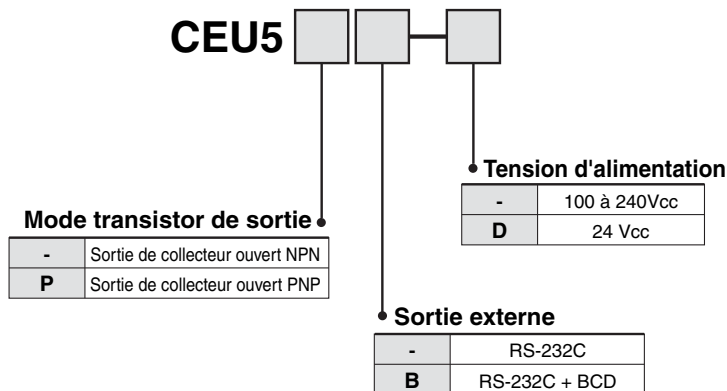 CEU5
Tension d'alimentation
- 100 à 240Vcc
D 24 Vcc
Mode transistor de sortie
- Sortie de collecteur ouvert NPN
P Sortie de collecteur ouvert PNP
Sortie externe
- RS-232C
B RS-232C + BCD